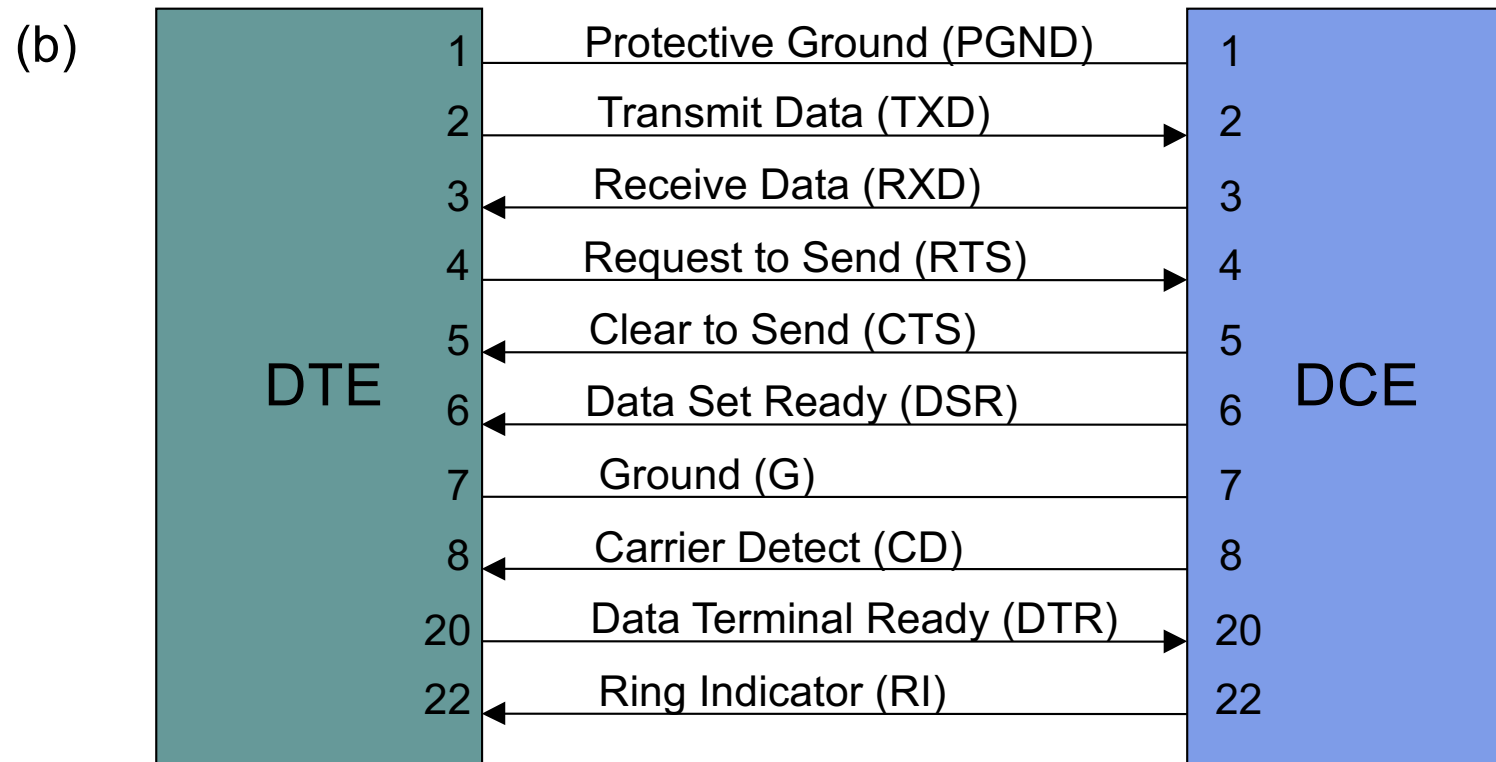 (b)
1 Protective Ground (PGND) 1
2 Transmit Data (TXD) 2
3 Receive Data (RXD) 3
4 Request to Send (RTS) 4
5 Clear to Send (CTS) 5
DTE DCE
6 Data Set Ready (DSR) 6
7 Ground (G) 7
8 Carrier Detect (CD) 8
20 Data Terminal Ready (DTR) 20
22 Ring Indicator (RI) 22